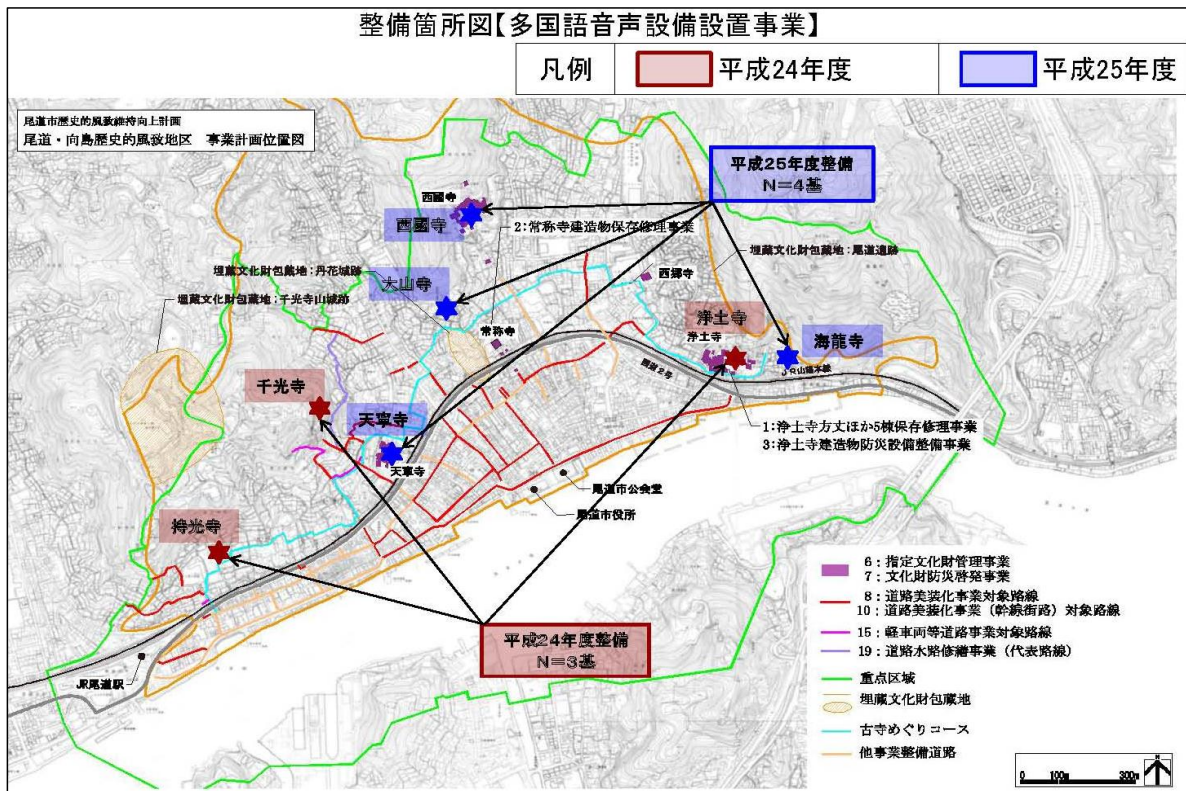 整備箇所図【多国語音声設備設置事業】
凡例
平成24年度
平成25年度
尾道市歴史的風致維持向上計画
尾道・向島歴史的風致地区 事業計画位置図
平成25年度整備
N=4基
西國寺
西國寺
2:常称寺建造物保存修理事業
埋蔵文化財包蔵地:尾道遺跡
埋蔵文化財包蔵地:丹花城跡
西郷寺
大山寺
埋蔵文化財包蔵地:千光寺山城跡
浄土寺
浄土寺
海龍寺
常称寺
国道2号
JR山陽本線
千光寺
天寧寺
天寧寺
1:浄土寺方丈ほか5棟保存修理事業
3:浄土寺建造物防災設備整備事業
尾道市公会堂
尾道市役所
持光寺
平成24年度整備
N=3基
JR尾道駅
6:指定文化財管理事業
7:文化財防災啓発事業
8:道路美装化事業対象路線
10:道路美装化事業(幹線街路)対象路線
15:軽車両等道路事業対象路線
19:道路水路修繕事業(代表路線)
重点区域
埋蔵文化財包蔵地
古寺めぐりコース
他事業整備道路
0 100m 300m